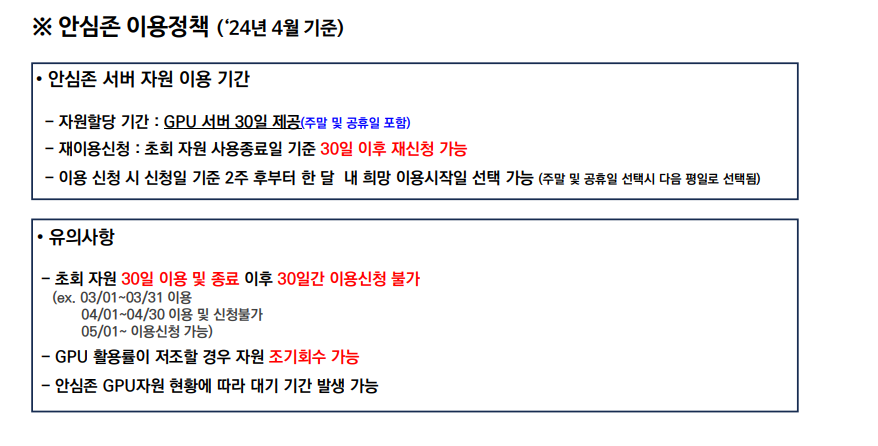 ※ 안심존 이용정책 (‘24년 4월 기준)
• 안심존 서버 자원 이용 기간
– 자원할당 기간 : GPU 서버 30일 제공(주말 및 공휴일 포함)
– 재이용신청 : 초회 자원 사용종료일 기준 30일 이후 재신청 가능
– 이용 신청 시 신청일 기준 2주 후부터 한 달 내 희망 이용시작일 선택 가능 (주말 및 공휴일 선택시 다음 평일로 선택됨)
• 유의사항
– 초회 자원 30일 이용 및 종료 이후 30일간 이용신청 불가
(ex. 03/01~03/31 이용
04/01~04/30 이용 및 신청불가
05/01~ 이용신청 가능)
– GPU 활용률이 저조할 경우 자원 조기회수 가능
– 안심존 GPU자원 현황에 따라 대기 기간 발생 가능